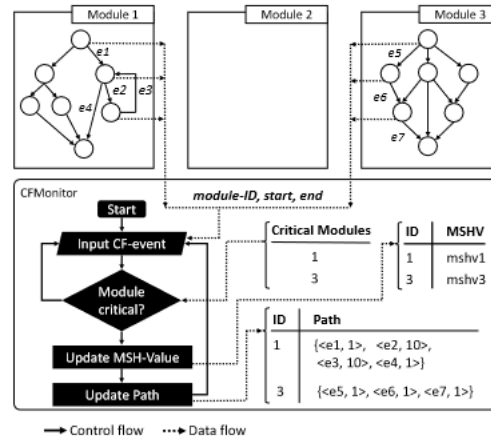 Module 1
Module 2
Module 3
e1
e2
e3
e4
e5
e6
e7
CFMonitor
module-ID, start, end
Start
Input CF-event
Module
critical?
Update MSH-Value
Update Path
Critical Modules
1
3
ID MSHV
1 mshv1
3 mshv3
ID Path
1 {<e1, 1>, <e2, 10>,
<e3, 10>, <e4, 1>}
3 {<e5, 1>, <e6, 1>, <e7, 1>}
Control flow Data flow